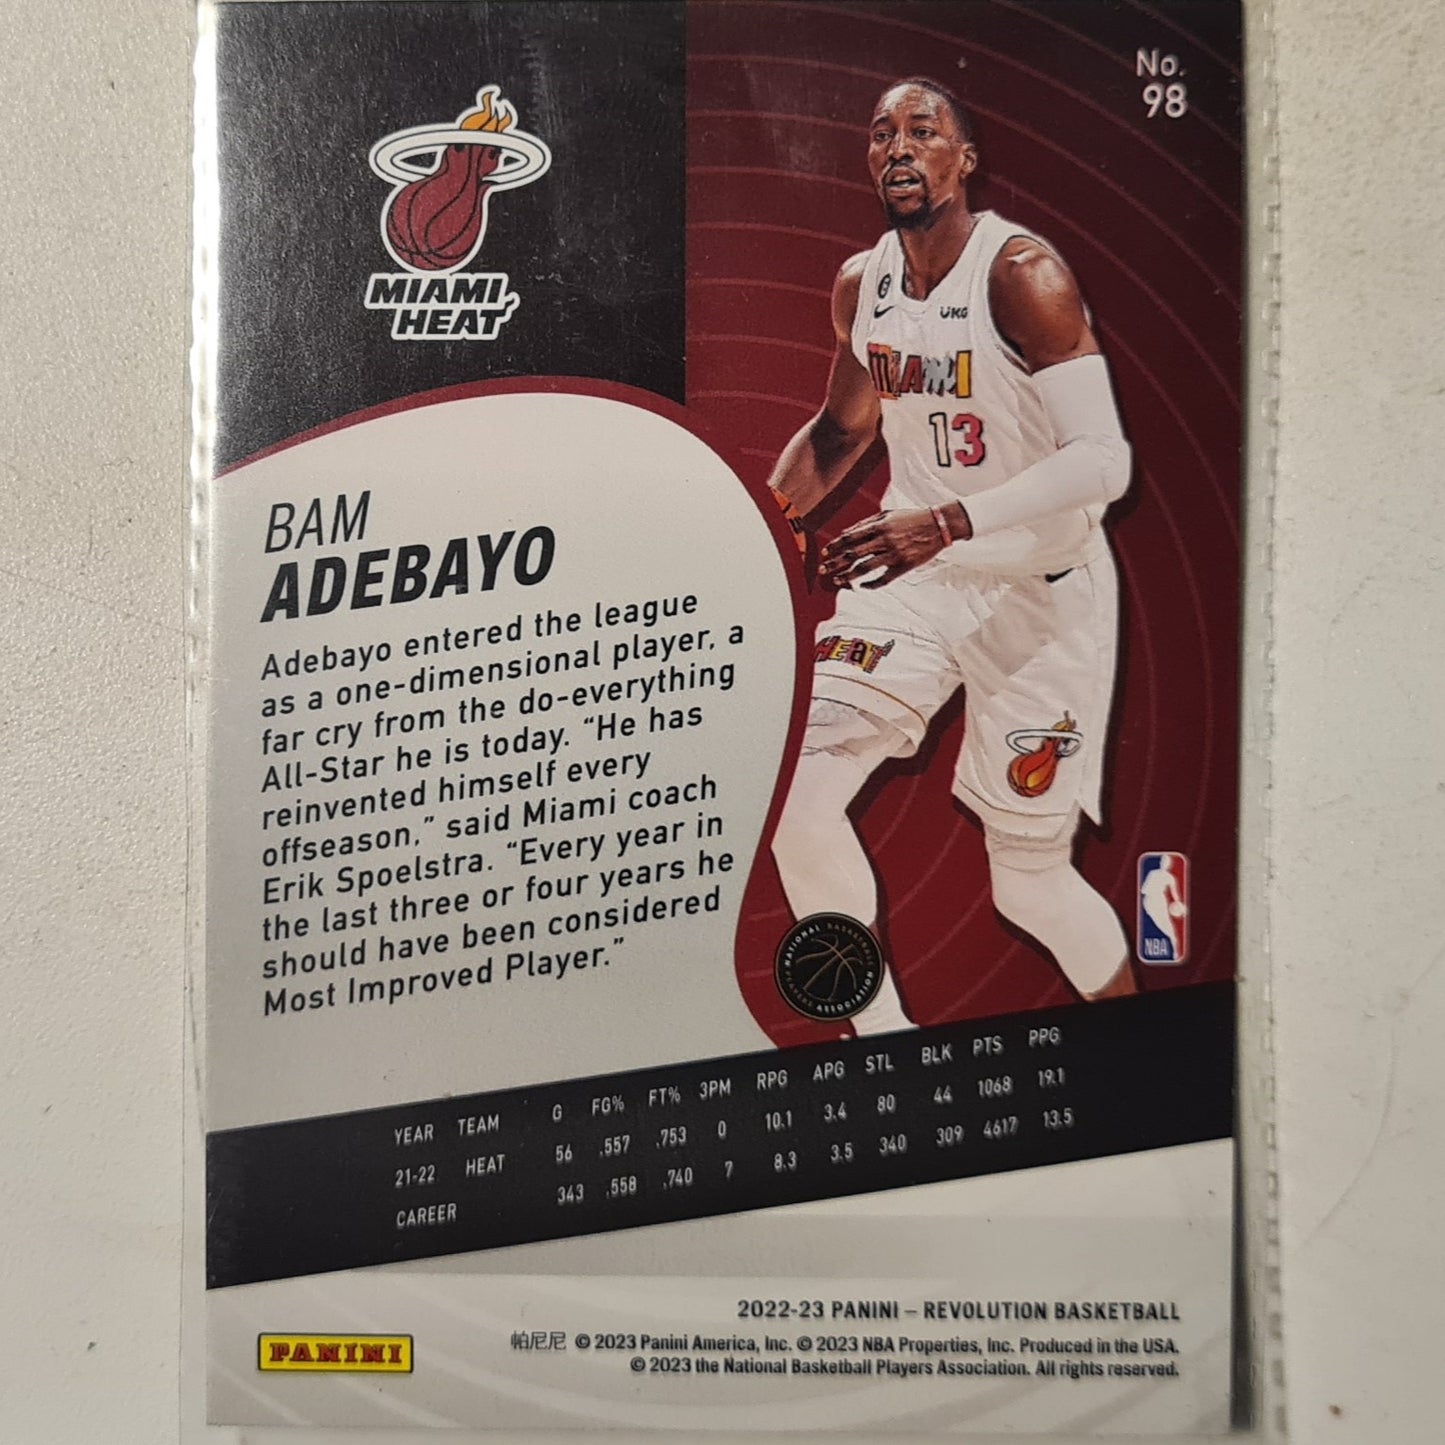 No.
98
MIAMI
HEAT
UKG
MIAMI
13
HEAT
BAM
ADEBAYO
Adebayo entered the league
as a one-dimensional player, a
far cry from the do-everything
All-Star he is today. “He has
reinvented himself every
offseason,” said Miami coach
Erik Spoelstra. “Every year in
the last three or four years he
should have been considered
Most Improved Player.”
NATIONAL BASKETBALL
PLAYERS ASSOCIATION
NBA
YEAR TEAM G FG% FT% 3PM RPG APG STL BLK PTS PPG
21-22 HEAT 56 .557 .753 0 10.1 3.4 80 44 1068 19.1
CAREER 343 .558 .740 7 8.3 3.5 340 309 4617 13.5
2022-23 PANINI – REVOLUTION BASKETBALL
PANINI
帕尼尼 © 2023 Panini America, Inc. © 2023 NBA Properties, Inc. Produced in the USA.
© 2023 the National Basketball Players Association. All rights reserved.